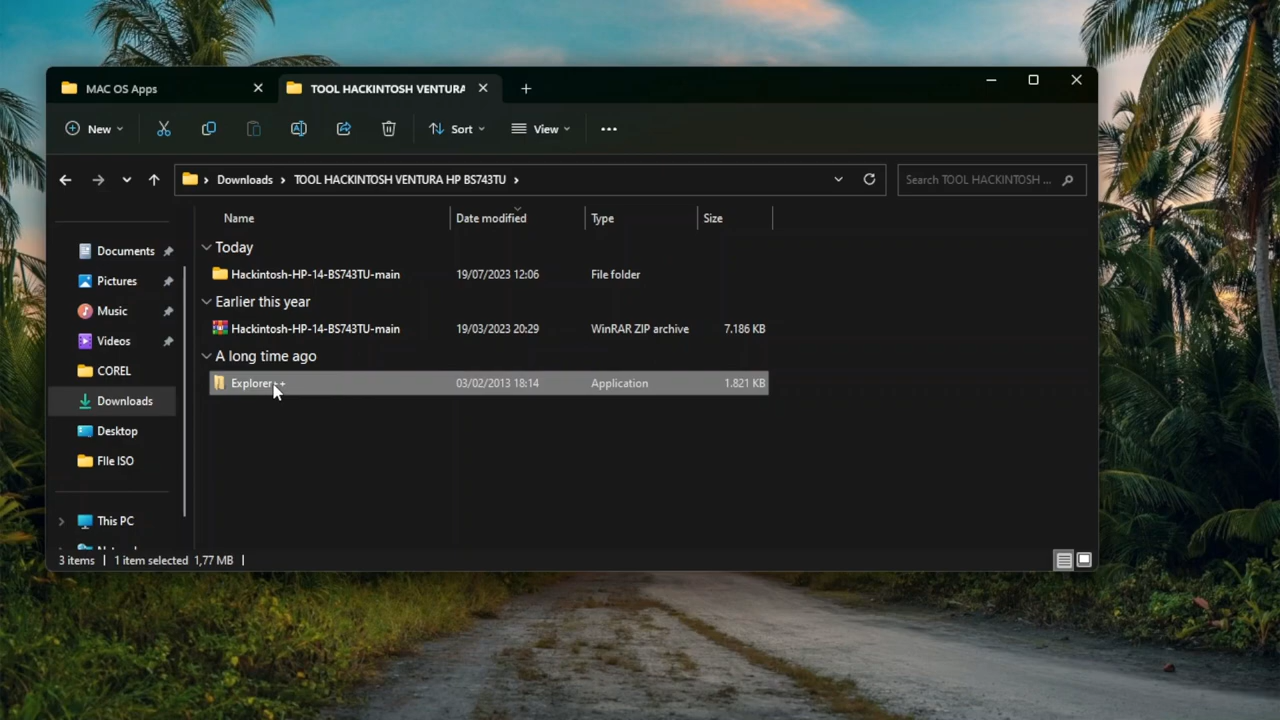 MAC OS Apps
TOOL HACKINTOSH VENTURA
New
Sort
View
Downloads
TOOL HACKINTOSH VENTURA HP BS743TU
Search TOOL HACKINTOSH ...
Name
Date modified
Type
Size
Documents
Pictures
Music
Videos
COREL
Downloads
Desktop
FIle ISO
This PC
Today
Hackintosh-HP-14-BS743TU-main 19/07/2023 12:06 File folder
Earlier this year
Hackintosh-HP-14-BS743TU-main 19/03/2023 20:29 WinRAR ZIP archive 7.186 KB
A long time ago
Explorer++ 03/02/2013 18:14 Application 1.821 KB
3 items
1 item selected 1,77 MB